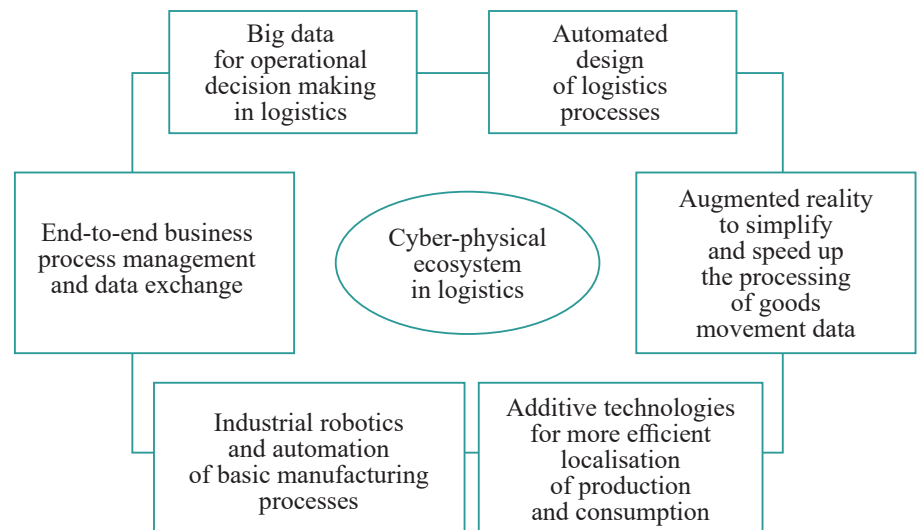 Big data
for operational
decision making
in logistics
Automated
design
of logistics
processes
End-to-end business
process management
and data exchange
Cyber-physical
ecosystem
in logistics
Augmented reality
to simplify
and speed up
the processing
of goods
movement data
Industrial robotics
and automation
of basic manufacturing
processes
Additive technologies
for more efficient
localisation
of production
and consumption